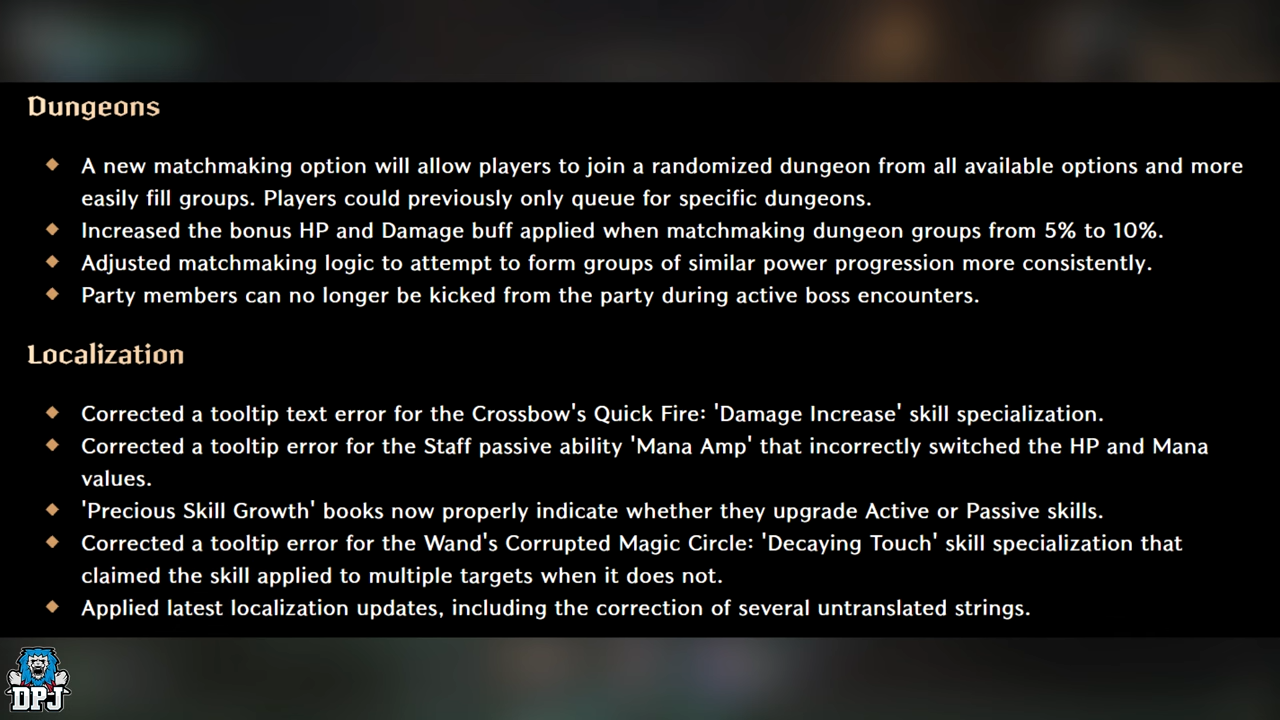 Dungeons
A new matchmaking option will allow players to join a randomized dungeon from all available options and more
easily fill groups. Players could previously only queue for specific dungeons.
Increased the bonus HP and Damage buff applied when matchmaking dungeon groups from 5% to 10%.
Adjusted matchmaking logic to attempt to form groups of similar power progression more consistently.
Party members can no longer be kicked from the party during active boss encounters.
Localization
Corrected a tooltip text error for the Crossbow's Quick Fire: 'Damage Increase' skill specialization.
Corrected a tooltip error for the Staff passive ability 'Mana Amp' that incorrectly switched the HP and Mana
values.
'Precious Skill Growth' books now properly indicate whether they upgrade Active or Passive skills.
Corrected a tooltip error for the Wand's Corrupted Magic Circle: 'Decaying Touch' skill specialization that
claimed the skill applied to multiple targets when it does not.
Applied latest localization updates, including the correction of several untranslated strings.
DPJ